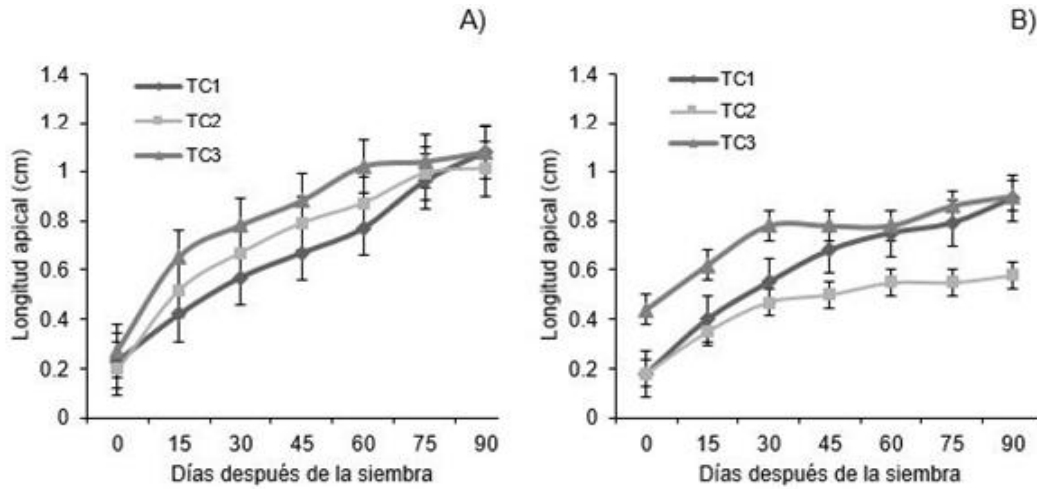 A)
1.4
1.2
1
0.8
0.6
0.4
0.2
0
Longitud apical (cm)
TC1
TC2
TC3
0 15 30 45 60 75 90
Días después de la siembra
B)
1.4
1.2
1
0.8
0.6
0.4
0.2
0
Longitud apical (cm)
TC1
TC2
TC3
0 15 30 45 60 75 90
Días después de la siembra